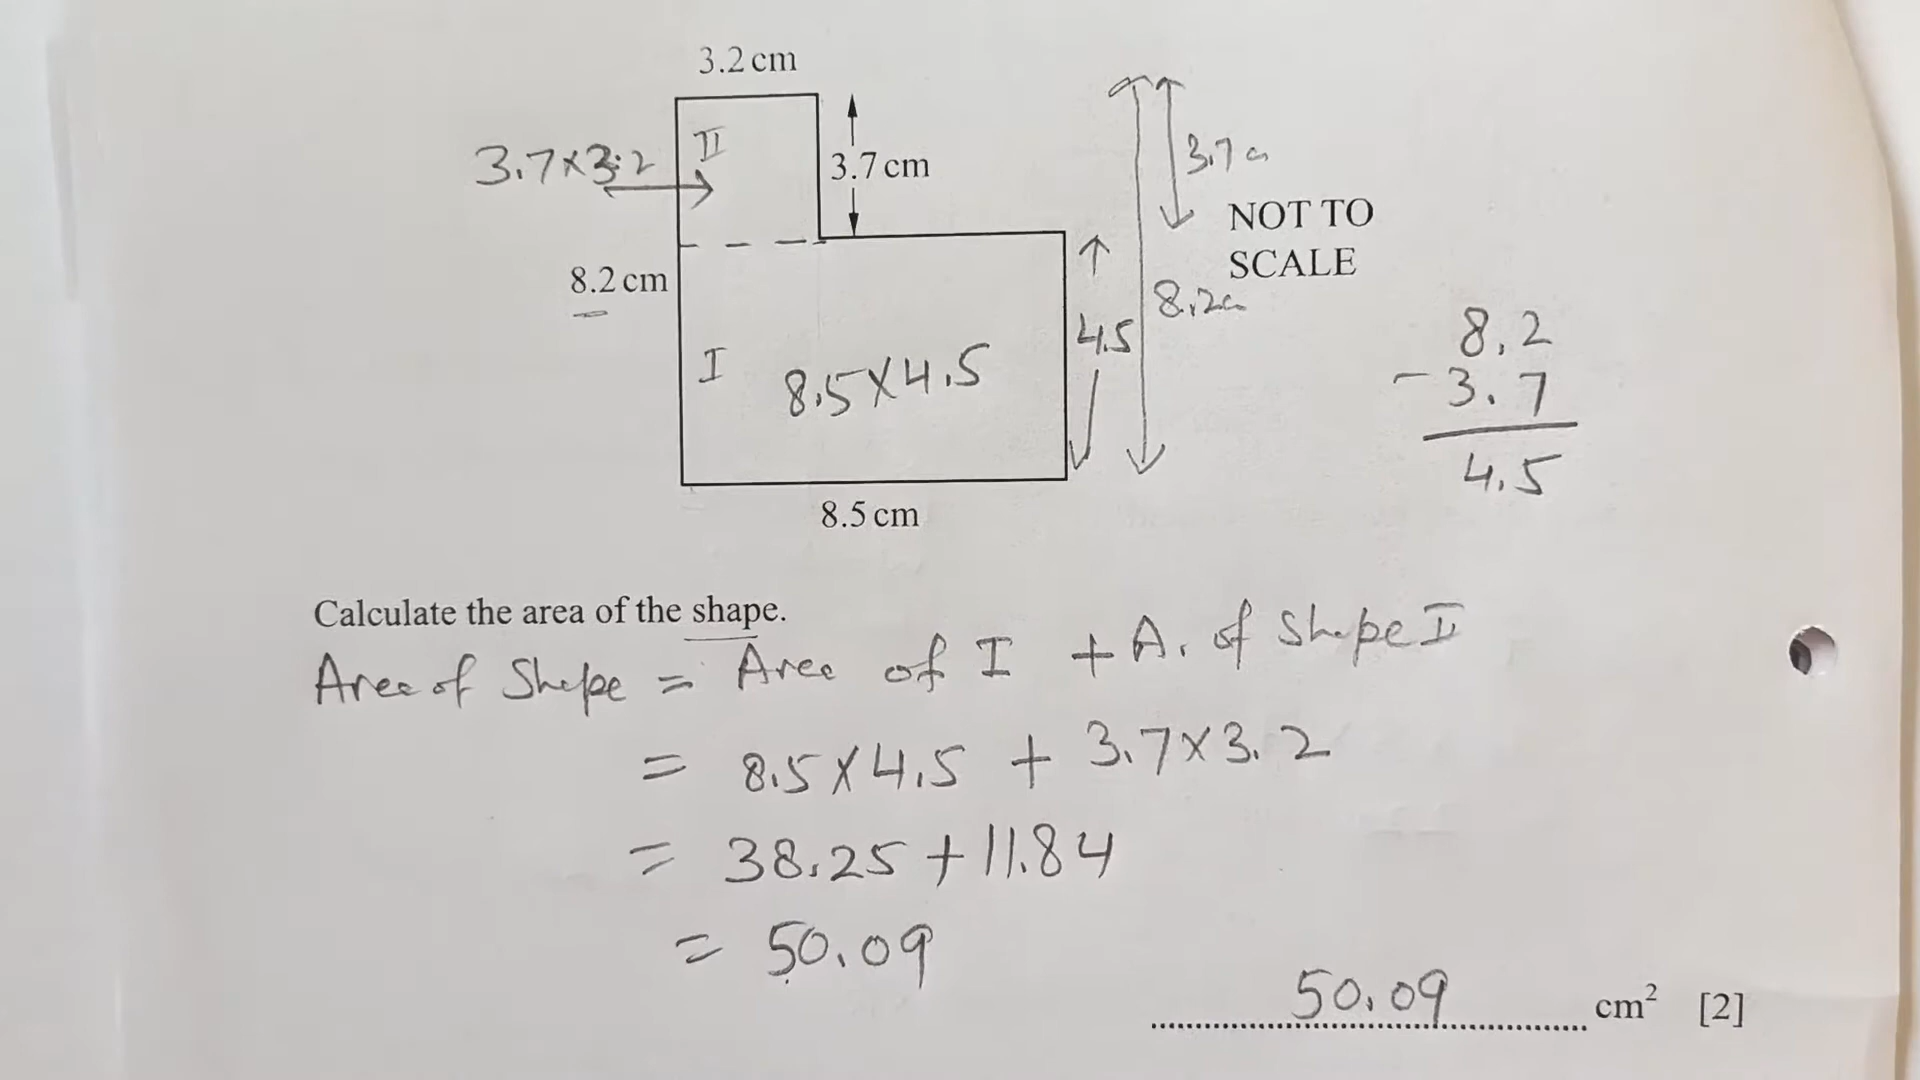 3.2 cm
3.7×3.2
II
3.7 cm
3.7 cm
NOT TO
SCALE
8.2 cm
8.2cm
4.5
I
8.5×4.5
8.2
- 3.7
4.5
8.5 cm
Calculate the area of the shape.
Area of Shape = Area of I + A. of Shape II
= 8.5×4.5 + 3.7×3.2
= 38.25 + 11.84
= 50.09
50.09 cm² [2]